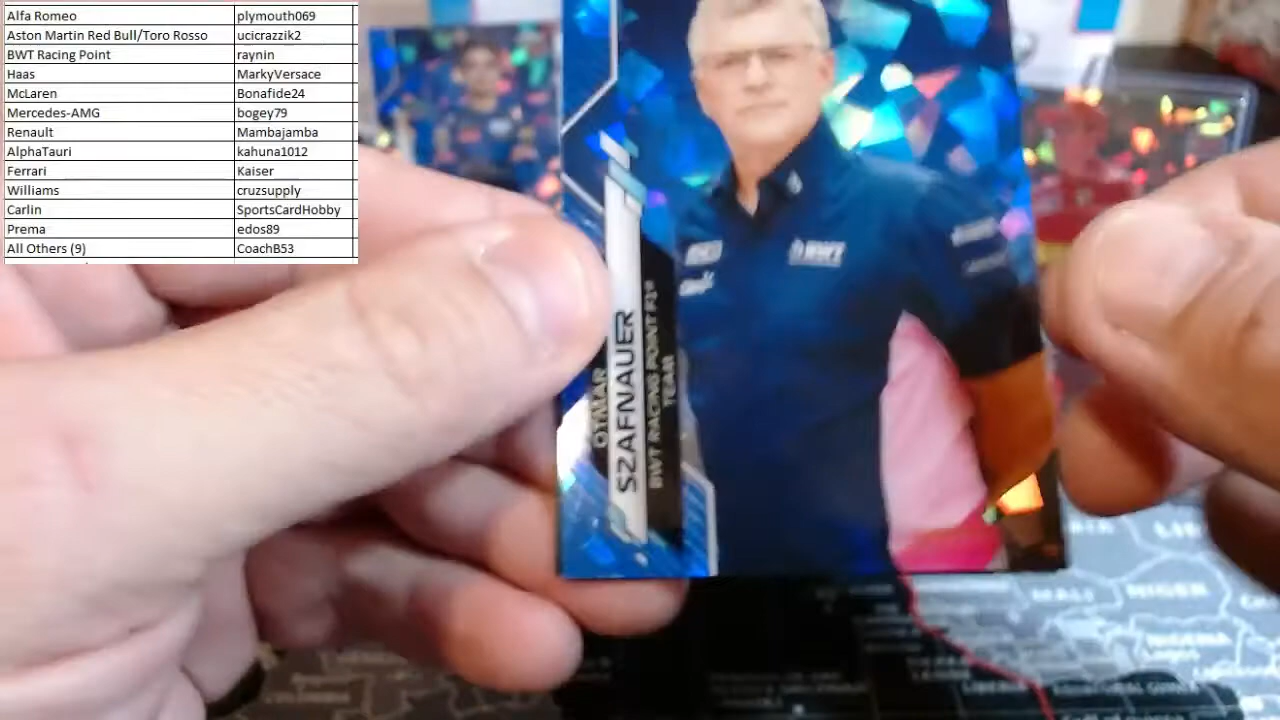 Alfa Romeo plymouth069
Aston Martin Red Bull/Toro Rosso ucicrazzik2
BWT Racing Point raynin
Haas MarkyVersace
McLaren Bonafide24
Mercedes-AMG bogey79
Renault Mambajamba
AlphaTauri kahuna1012
Ferrari Kaiser
Williams cruzsupply
Carlin SportsCardHobby
Prema edos89
All Others (9) CoachB53
OTMAR
SZAFNAUER
BWT RACING POINT F1®
TEAM
BWT
MALI
NIGER